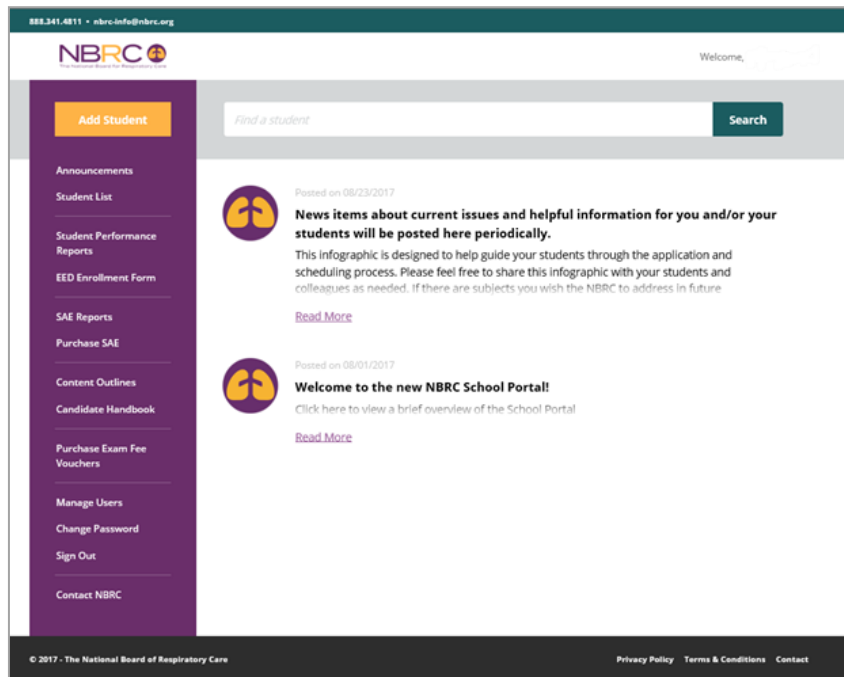 888.341.4811 • nbrc-info@nbrc.org
NBRC
The National Board for Respiratory Care
Welcome,
Add Student
Find a student
Search
Announcements
Student List
Student Performance
Reports
EED Enrollment Form
SAE Reports
Purchase SAE
Content Outlines
Candidate Handbook
Purchase Exam Fee
Vouchers
Manage Users
Change Password
Sign Out
Contact NBRC
Posted on 08/23/2017
News items about current issues and helpful information for you and/or your
students will be posted here periodically.
This infographic is designed to help guide your students through the application and
scheduling process. Please feel free to share this infographic with your students and
colleagues as needed. If there are subjects you wish the NBRC to address in future
Read More
Posted on 08/01/2017
Welcome to the new NBRC School Portal!
Click here to view a brief overview of the School Portal
Read More
© 2017 - The National Board of Respiratory Care
Privacy Policy Terms & Conditions Contact